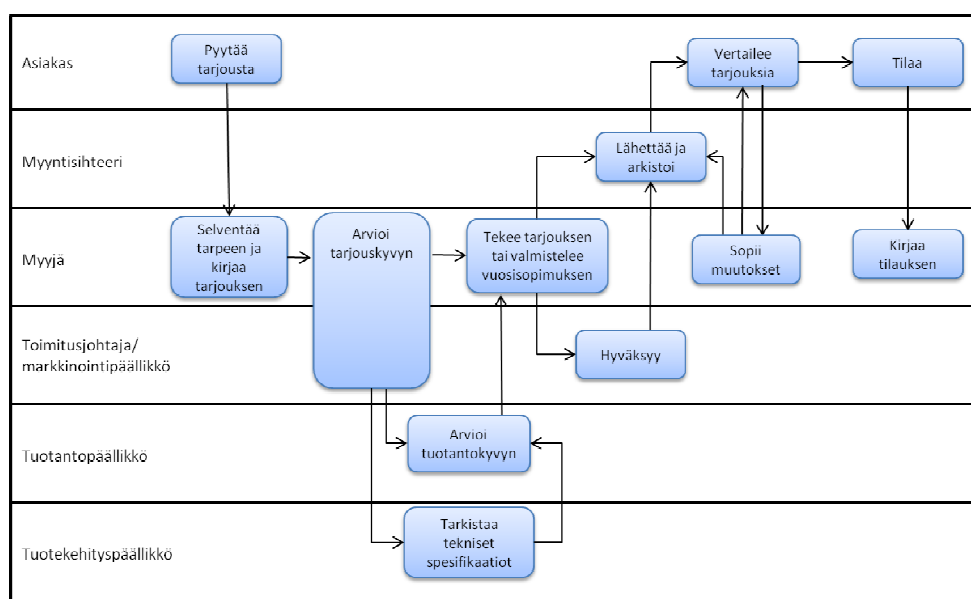 Asiakas
Pyytää
tarjousta
Vertailee
tarjouksia
Tilaa
Myyntisihteeri
Lähettää ja
arkistoi
Myyjä
Selventää
tarpeen ja
kirjaa
tarjouksen
Arvioi
tarjouskyvyn
Tekee tarjouksen
tai valmistelee
vuosisopimuksen
Sopii
muutokset
Kirjaa
tilauksen
Toimitusjohtaja/
markkinointipäällikkö
Hyväksyy
Tuotantopäällikkö
Arvioi
tuotantokyvyn
Tuotekehityspäällikkö
Tarkistaa
tekniset
spesifikaatiot